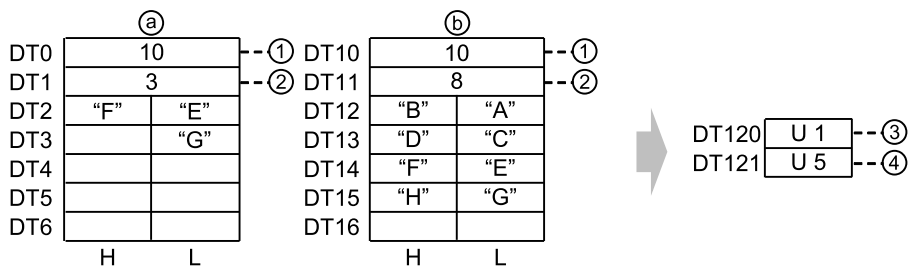 ⓐ ⓑ
DT0 10 ① DT10 10 ①
DT1 3 ② DT11 8 ②
DT2 “F” “E” DT12 “B” “A”
DT3 “G” DT13 “D” “C” DT120 U 1 ③
DT4 DT14 “F” “E” DT121 U 5 ④
DT5 DT15 “H” “G”
DT6 DT16
H L H L